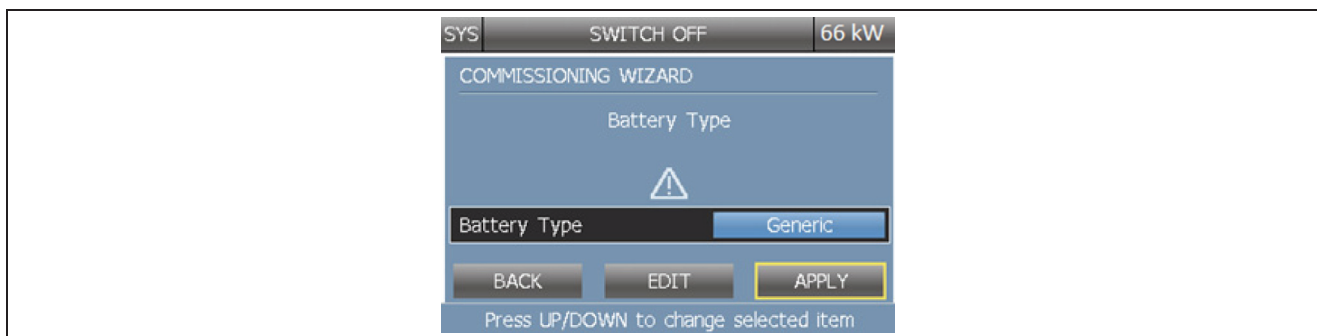 SYS SWITCH OFF 66 kW
COMMISSIONING WIZARD
Battery Type
Battery Type Generic
BACK EDIT APPLY
Press UP/DOWN to change selected item